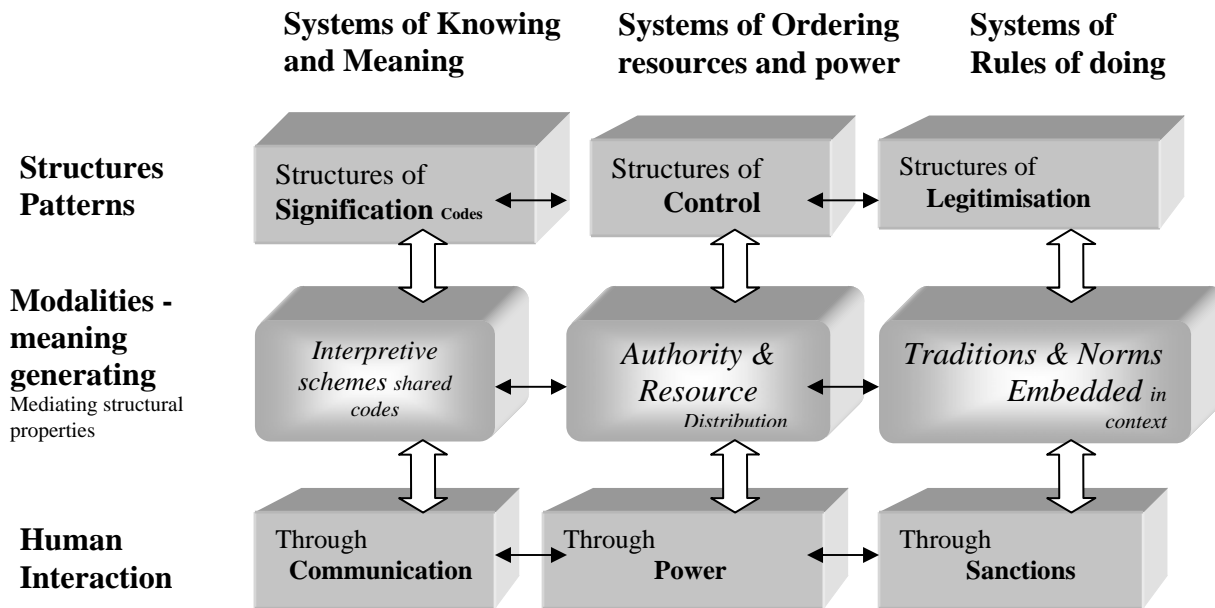 Systems of Knowing
and Meaning
Systems of Ordering
resources and power
Systems of
Rules of doing
Structures
Patterns
Structures of
Signification Codes
Structures of
Control
Structures of
Legitimisation
Modalities -
meaning
generating
Mediating structural
properties
Interpretive
schemes shared
codes
Authority &
Resource
Distribution
Traditions & Norms
Embedded in
context
Human
Interaction
Through
Communication
Through
Power
Through
Sanctions